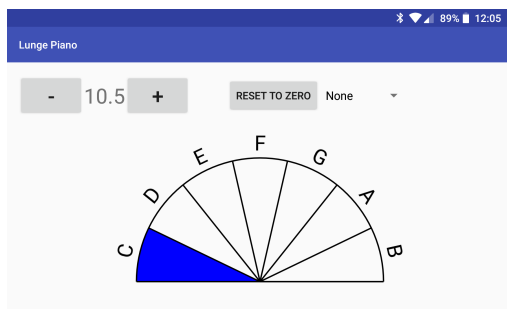 89% 12:05
Lunge Piano
- 10.5 + RESET TO ZERO None
C D E F G A B